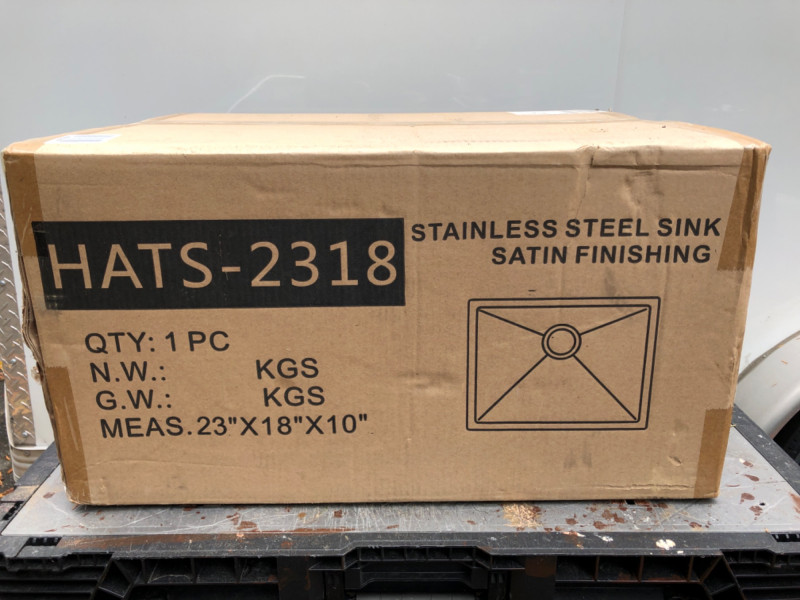 HATS-2318
STAINLESS STEEL SINK
SATIN FINISHING
QTY: 1 PC
N.W.: KGS
G.W.: KGS
MEAS. 23"X18"X10"